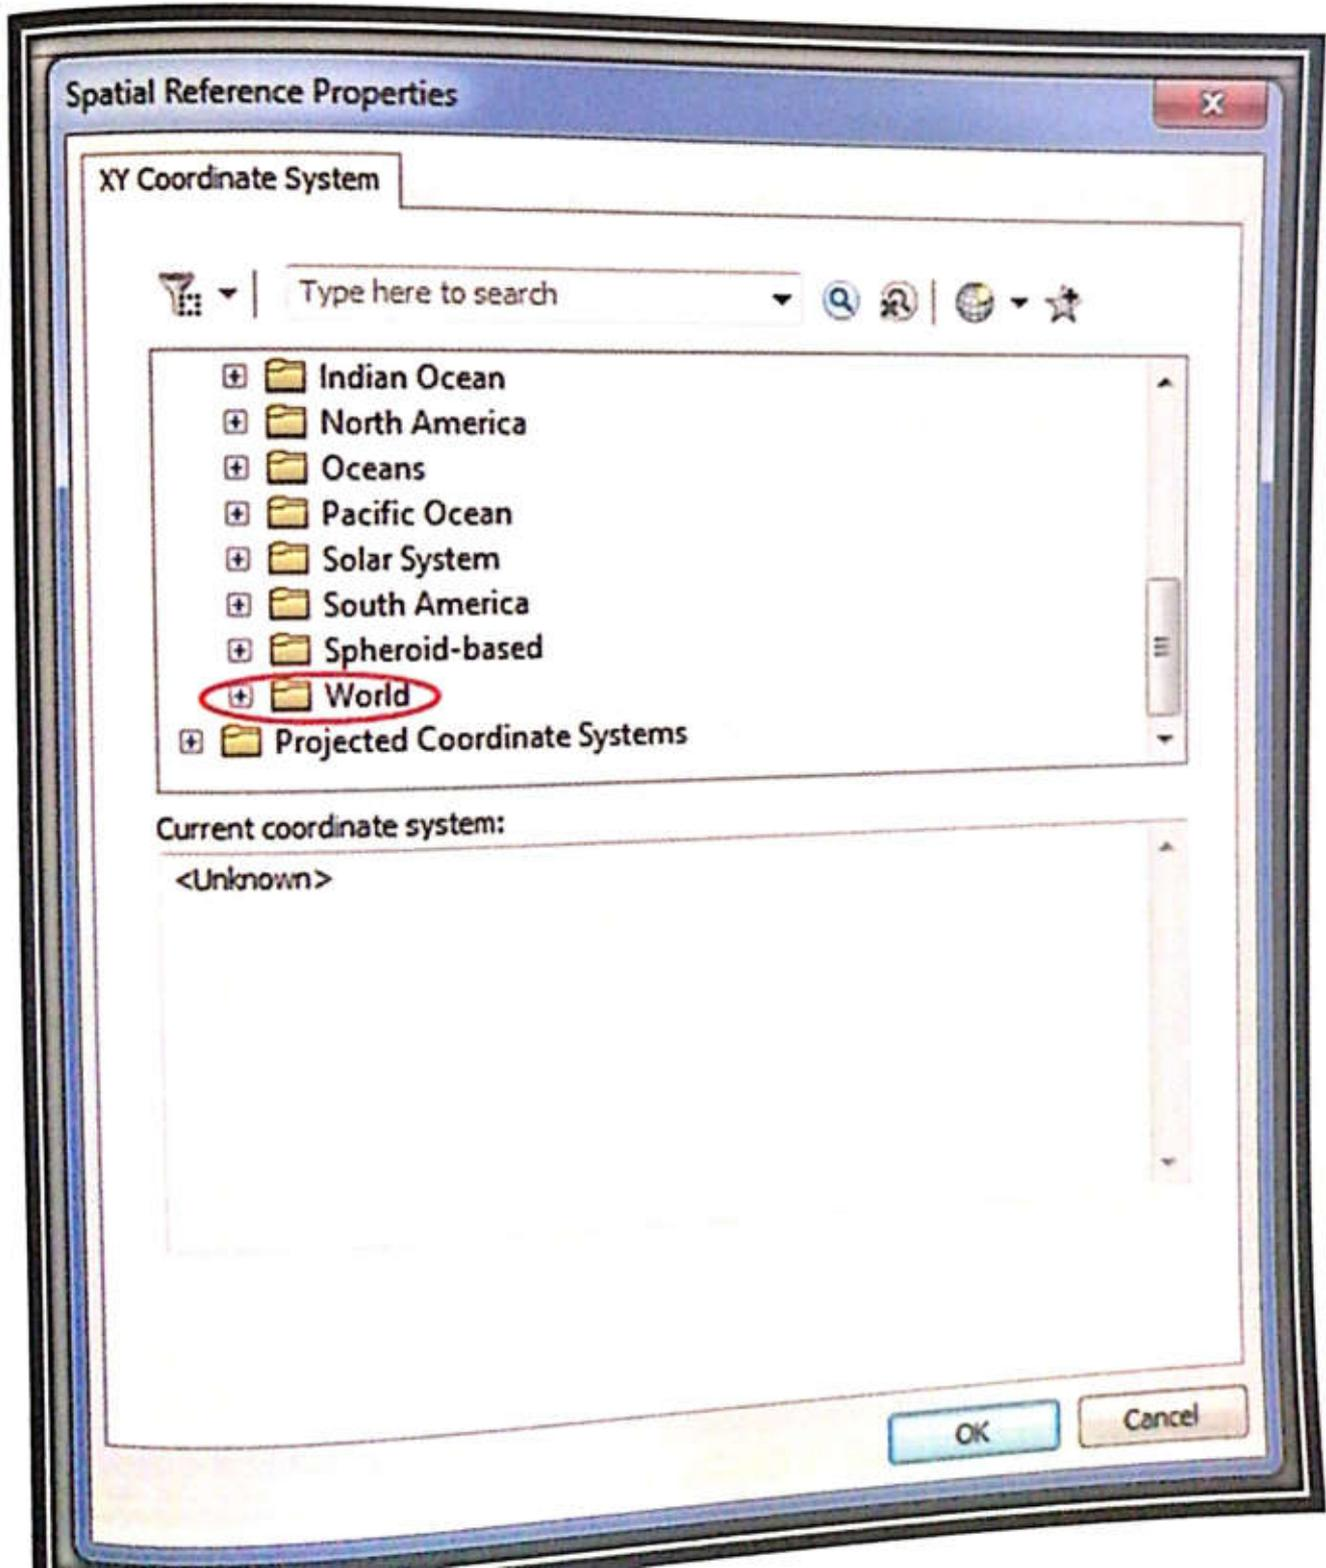 Spatial Reference Properties
XY Coordinate System
Type here to search
Indian Ocean
North America
Oceans
Pacific Ocean
Solar System
South America
Spheroid-based
World
Projected Coordinate Systems
Current coordinate system:
<Unknown>
OK
Cancel